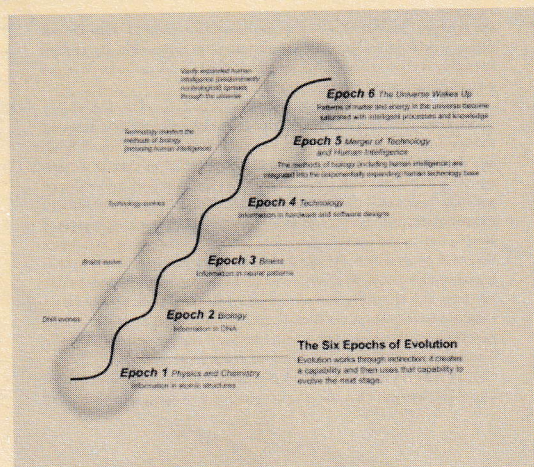 Vastly expanded human
intelligence (predominantly
nonbiological) spreads
through the universe
Epoch 6 The Universe Wakes Up
Patterns of matter and energy in the universe become
saturated with intelligent processes and knowledge
Technology masters the
methods of biology
(including human intelligence)
Epoch 5 Merger of Technology
and Human Intelligence
The methods of biology (including human intelligence) are
integrated into the exponentially expanding human technology base
Technology evolves
Epoch 4 Technology
Information in hardware and software designs
Brains evolve
Epoch 3 Brains
Information in neural patterns
DNA evolves
Epoch 2 Biology
Information in DNA
The Six Epochs of Evolution
Evolution works through indirection: it creates
a capability and then uses that capability to
evolve the next stage.
Epoch 1 Physics and Chemistry
Information in atomic structures